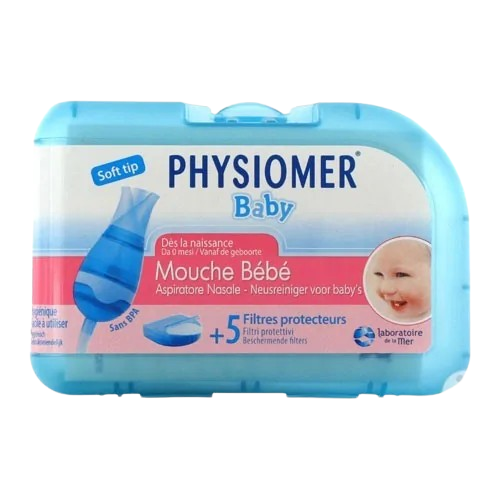 Soft tip
PHYSIOMER®
Baby
Dès la naissance
Da 0 mesi / Vanaf de geboorte
Mouche Bébé
Aspiratore Nasale - Neusreiniger voor baby's
à utiliser
Sans BPA
+5 Filtres protecteurs
Filtri protettivi
Beschermende filters
laboratoire
de la Mer